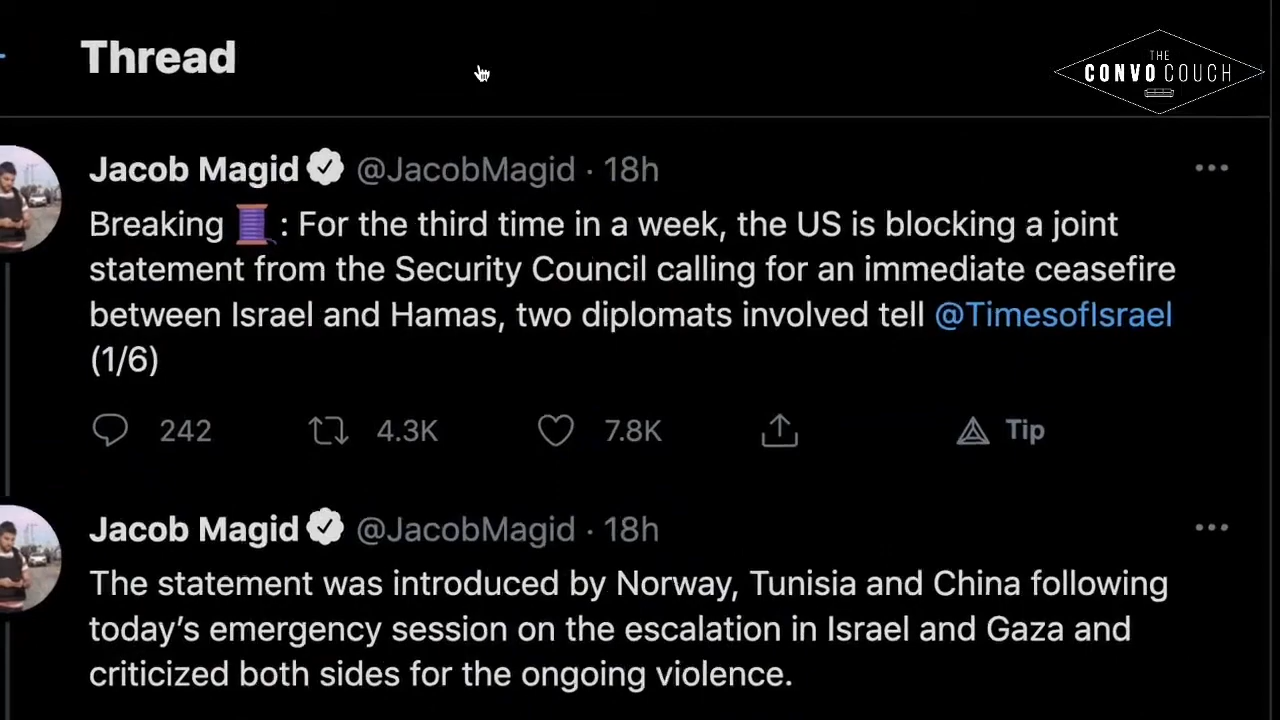 Thread
THE
CONVO COUCH
Jacob Magid @JacobMagid · 18h
Breaking 🧵 : For the third time in a week, the US is blocking a joint
statement from the Security Council calling for an immediate ceasefire
between Israel and Hamas, two diplomats involved tell @TimesofIsrael
(1/6)
242 4.3K 7.8K Tip
Jacob Magid @JacobMagid · 18h
The statement was introduced by Norway, Tunisia and China following
today’s emergency session on the escalation in Israel and Gaza and
criticized both sides for the ongoing violence.